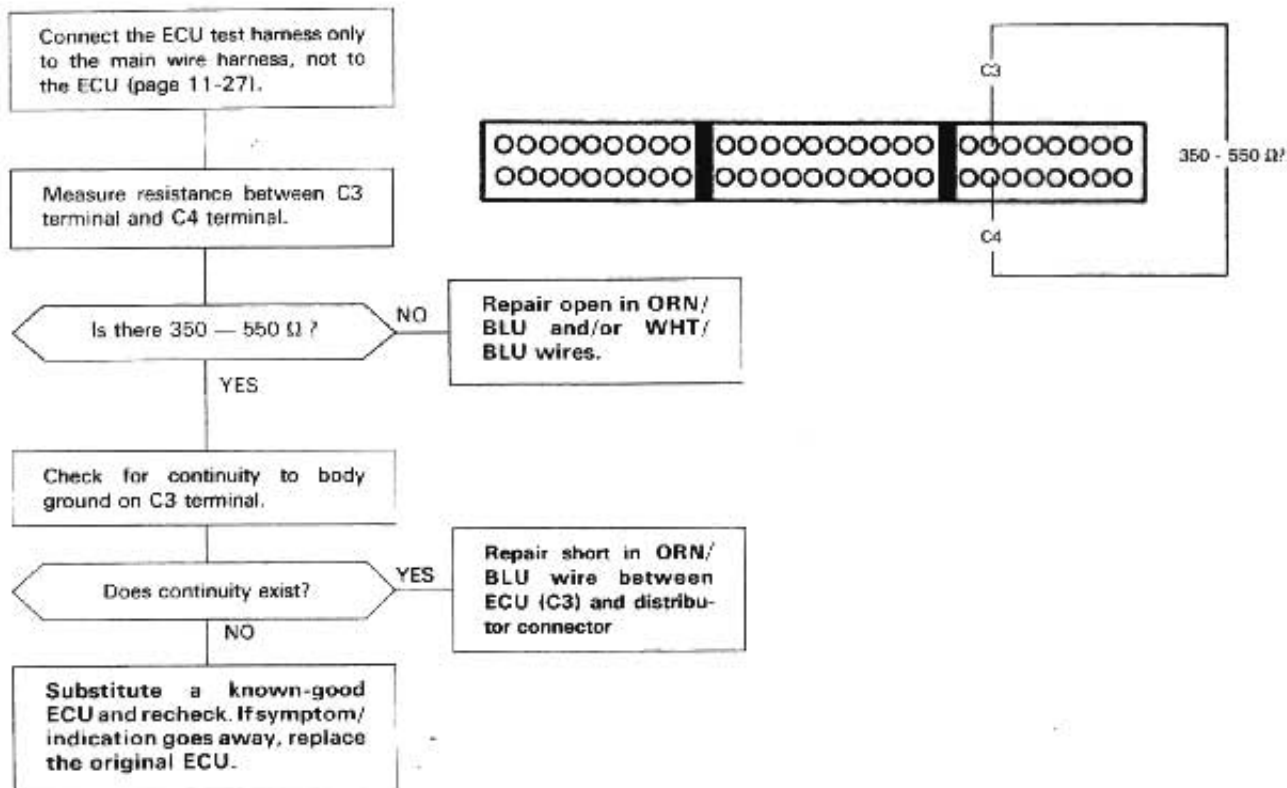 Connect the ECU test harness only
to the main wire harness, not to
the ECU (page 11-27).
Measure resistance between C3
terminal and C4 terminal.
Is there 350 — 550 Ω ?
NO
Repair open in ORN/
BLU and/or WHT/
BLU wires.
YES
Check for continuity to body
ground on C3 terminal.
Does continuity exist?
YES
Repair short in ORN/
BLU wire between
ECU (C3) and distribu-
tor connector
NO
Substitute a known-good
ECU and recheck. If symptom/
indication goes away, replace
the original ECU.
C3
350 - 550 Ω?
C4